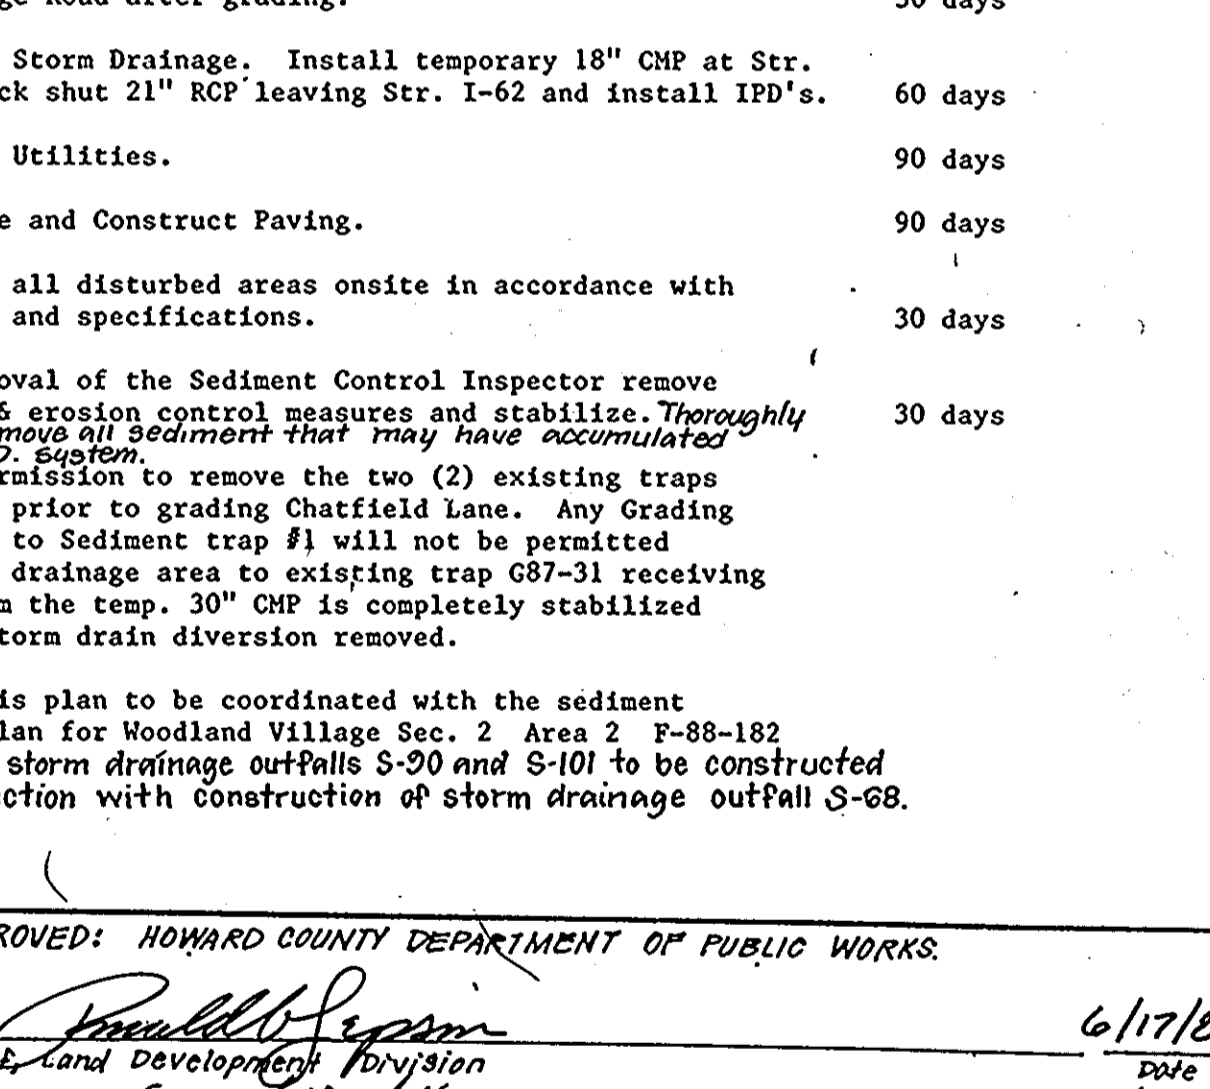 ge Road after grading. 30 days
Storm Drainage. Install temporary 18" CMP at Str.
ck shut 21" RCP leaving Str. I-62 and install IPD's. 60 days
Utilities. 90 days
e and Construct Paving. 90 days
all disturbed areas onsite in accordance with
and specifications. 30 days
oval of the Sediment Control Inspector remove
& erosion control measures and stabilize. Thoroughly 30 days
move all sediment that may have accumulated
D. system.
rmission to remove the two (2) existing traps
prior to grading Chatfield Lane. Any Grading
to Sediment trap #1 will not be permitted
drainage area to existing trap G87-31 receiving
m the temp. 30" CMP is completely stabilized
torm drain diversion removed.
is plan to be coordinated with the sediment
lan for Woodland Village Sec. 2 Area 2 F-88-182
storm drainage outfalls S-90 and S-101 to be constructed
ction with construction of storm drainage outfall S-68.
ROVED: HOWARD COUNTY DEPARTMENT OF PUBLIC WORKS.
6/17/8
Land Development Division Date